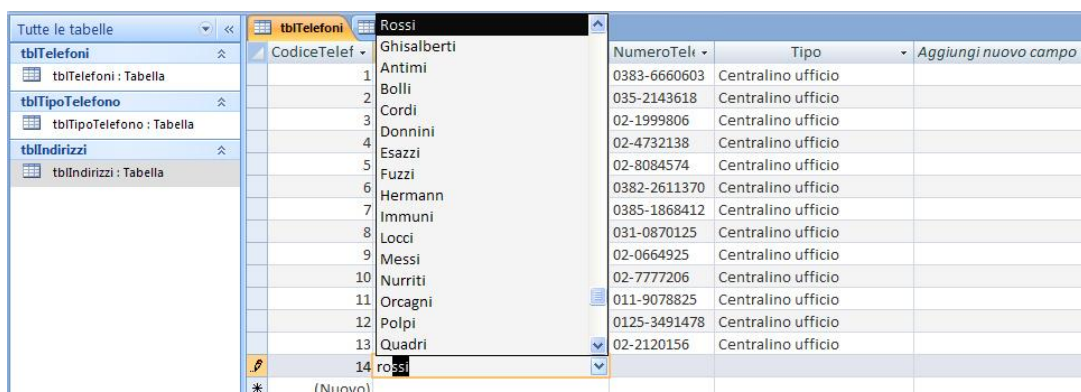 Tutte le tabelle
tblTelefoni
tblTelefoni : Tabella
tblTipoTelefono
tblTipoTelefono : Tabella
tblIndirizzi
tblIndirizzi : Tabella
tblTelefoni
CodiceTelef NumeroTele Tipo Aggiungi nuovo campo
Rossi
Ghisalberti
Antimi
Bolli
Cordi
Donnini
Esazzi
Fuzzi
Hermann
Immuni
Locci
Messi
Nurriti
Orcagni
Polpi
Quadri
1 0383-6660603 Centralino ufficio
2 035-2143618 Centralino ufficio
3 02-1999806 Centralino ufficio
4 02-4732138 Centralino ufficio
5 02-8084574 Centralino ufficio
6 0382-2611370 Centralino ufficio
7 0385-1868412 Centralino ufficio
8 031-0870125 Centralino ufficio
9 02-0664925 Centralino ufficio
10 02-7777206 Centralino ufficio
11 011-9078825 Centralino ufficio
12 0125-3491478 Centralino ufficio
13 02-2120156 Centralino ufficio
14 rossi
(Nuovo)